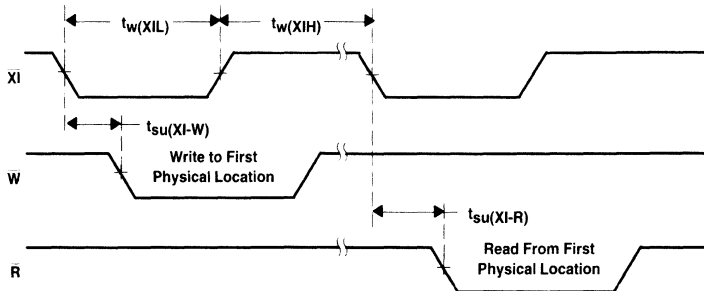 tw(XIL)
tw(XIH)
XI
tsu(XI-W)
Write to First
Physical Location
W
tsu(XI-R)
Read From First
Physical Location
R